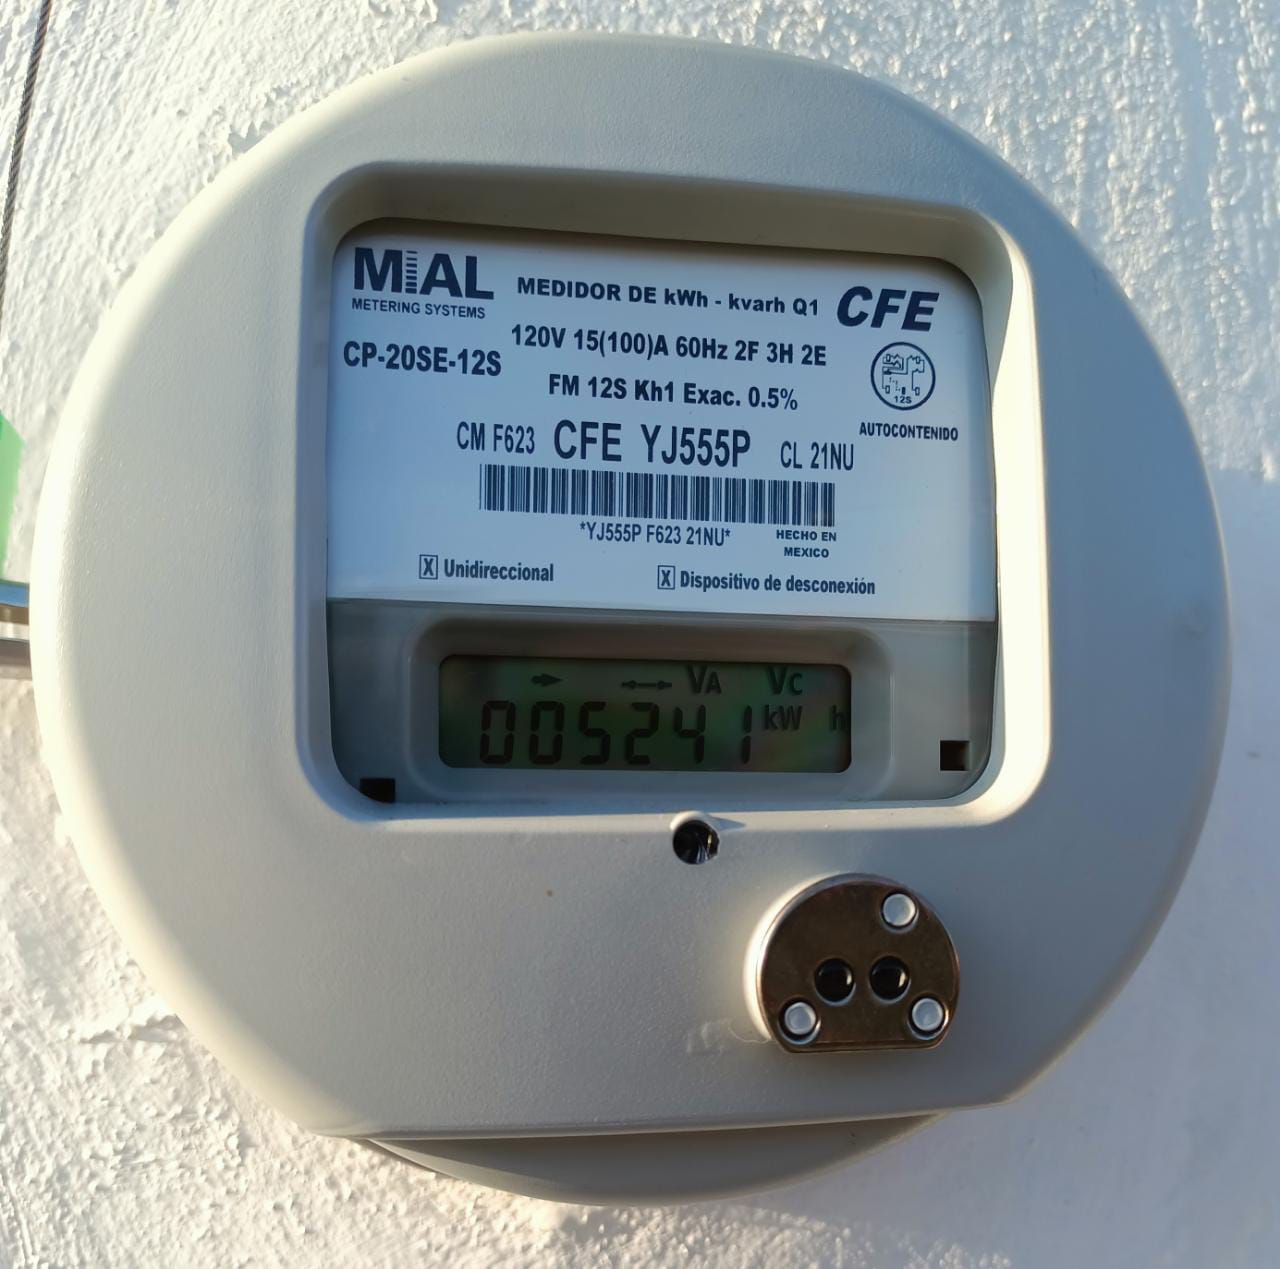 MIAL
METERING SYSTEMS
MEDIDOR DE kWh - kvarh Q1
CFE
120V 15(100)A 60Hz 2F 3H 2E
CP-20SE-12S
FM 12S Kh1 Exac. 0.5%
12S
AUTOCONTENIDO
CM F623 CFE YJ555P CL 21NU
*YJ555P F623 21NU*
HECHO EN
MEXICO
X Unidireccional
X Dispositivo de desconexión
VA VC
005241 kW h